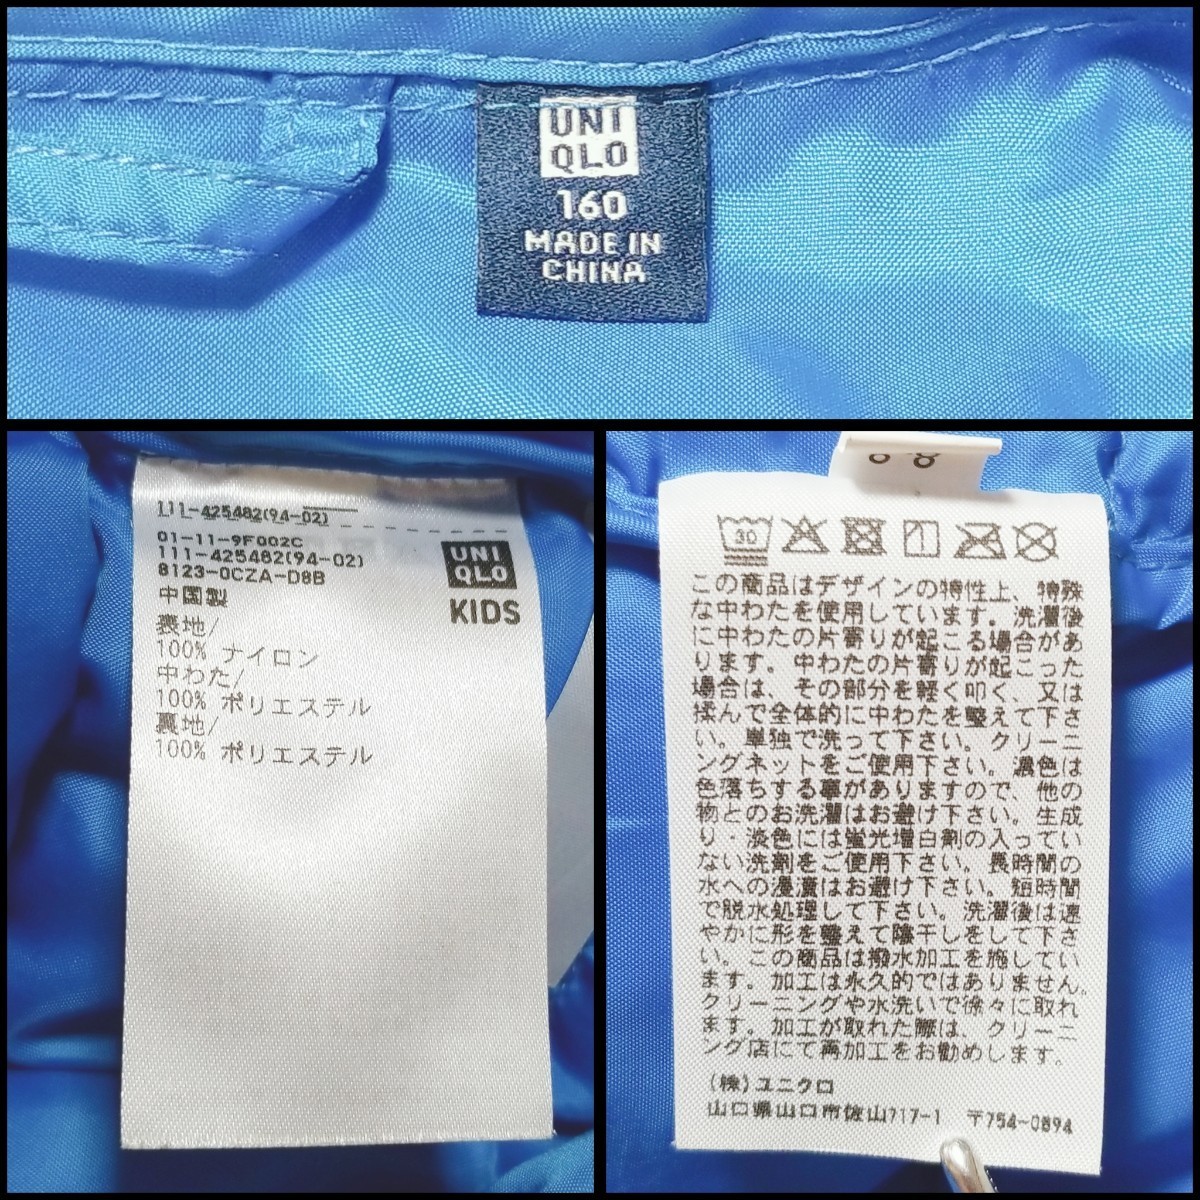 UNI
QLO
160
MADE IN
CHINA
111-425482(94-02)
01-11-9F002C
111-425482(94-02)
8123-0CZA-D8B
中国製
表地/
100% ナイロン
中わた/
100% ポリエステル
裏地/
100% ポリエステル
UNI
QLO
KIDS
30
この商品はデザインの特性上、特殊
な中わたを使用しています。洗濯後
に中わたの片寄りが起こる場合があ
ります。中わたの片寄りが起こった
場合は、その部分を軽く叩く、又は
揉んで全体的に中わたを整えて下さ
い。単独で洗って下さい。クリーニ
ングネットをご使用下さい。濃色は
色落ちする事がありますので、他の
物とのお洗濯はお避け下さい。生成
り・淡色には蛍光増白剤の入ってい
ない洗剤をご使用下さい。長時間の
水への浸漬はお避け下さい。短時間
で脱水処理して下さい。洗濯後は速
やかに形を整えて陰干しをして下さ
い。この商品は撥水加工を施してい
ます。加工は永久的ではありません。
クリーニングや水洗いで徐々に取れ
ます。加工が取れた際は、クリーニ
ング店にて再加工をお勧めします。
(株)ユニクロ
山口県山口市佐山717-1 〒754-0894